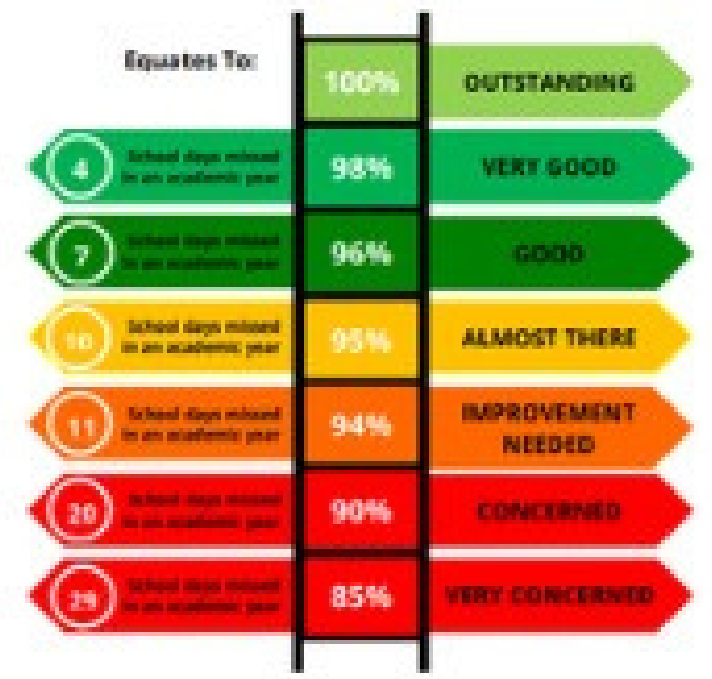 Equates To:
100%
OUTSTANDING
4
School days missed
in an academic year
98%
VERY GOOD
7
School days missed
in an academic year
96%
GOOD
10
School days missed
in an academic year
95%
ALMOST THERE
11
School days missed
in an academic year
94%
IMPROVEMENT
NEEDED
20
School days missed
in an academic year
90%
CONCERNED
29
School days missed
in an academic year
85%
VERY CONCERNED